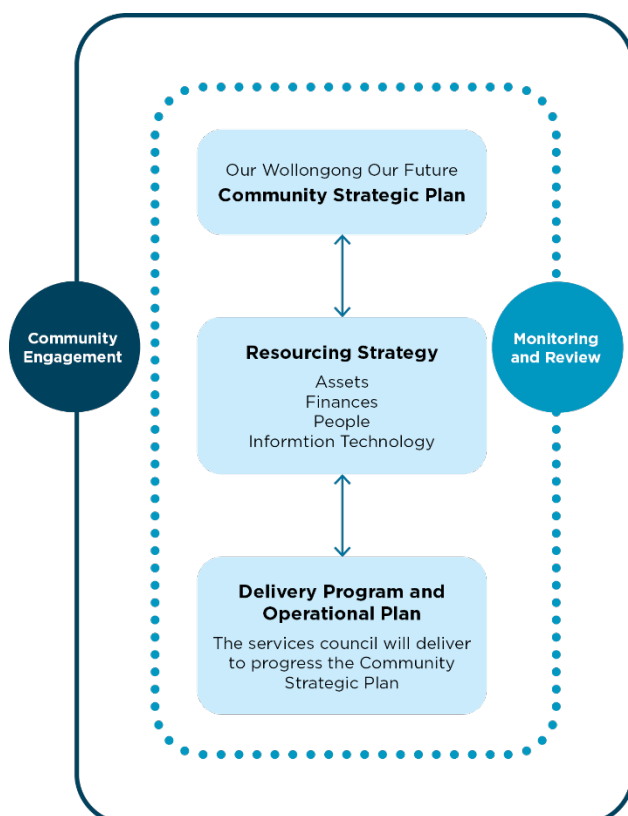 Our Wollongong Our Future
Community Strategic Plan
Community
Engagement
Resourcing Strategy
Assets
Finances
People
Informtion Technology
Monitoring
and Review
Delivery Program and
Operational Plan
The services council will deliver
to progress the Community
Strategic Plan